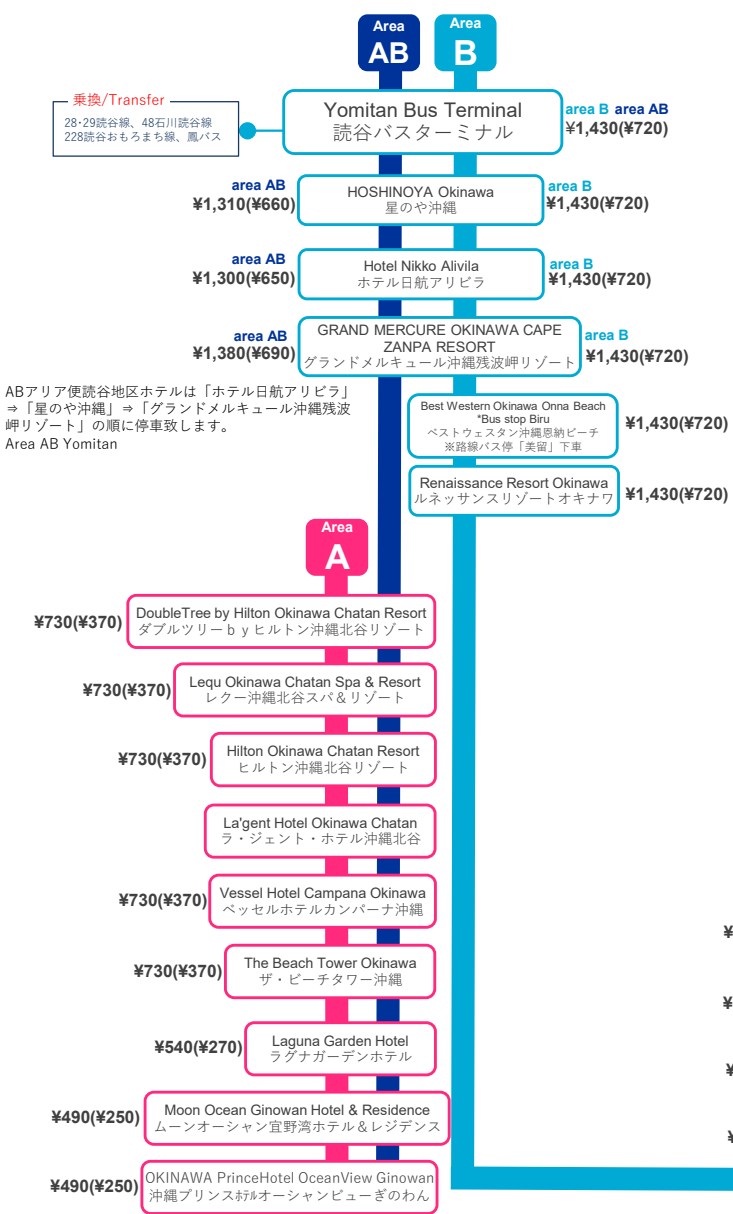 Area
AB
Area
B
乗換/Transfer
28·29読谷線、48石川読谷線
228読谷おもろまち線、鳳バス
Yomitan Bus Terminal
読谷バスターミナル
area B area AB
¥1,430(¥720)
area AB
¥1,310(¥660)
HOSHINOYA Okinawa
星のや沖縄
area B
¥1,430(¥720)
area AB
¥1,300(¥650)
Hotel Nikko Alivila
ホテル日航アリビラ
area B
¥1,430(¥720)
area AB
¥1,380(¥690)
GRAND MERCURE OKINAWA CAPE
ZANPA RESORT
グランドメルキュール沖縄残波岬リゾート
area B
¥1,430(¥720)
ABアリア便読谷地区ホテルは「ホテル日航アリビラ」
⇒「星のや沖縄」⇒「グランドメルキュール沖縄残波
岬リゾート」の順に停車致します。
Area AB Yomitan
Best Western Okinawa Onna Beach
*Bus stop Biru
ベストウェスタン沖縄恩納ビーチ
※路線バス停「美留」下車
¥1,430(¥720)
Renaissance Resort Okinawa
ルネッサンスリゾートオキナワ
¥1,430(¥720)
Area
A
¥730(¥370)
DoubleTree by Hilton Okinawa Chatan Resort
ダブルツリーｂｙヒルトン沖縄北谷リゾート
¥730(¥370)
Lequ Okinawa Chatan Spa & Resort
レクー沖縄北谷スパ＆リゾート
¥730(¥370)
Hilton Okinawa Chatan Resort
ヒルトン沖縄北谷リゾート
La'gent Hotel Okinawa Chatan
ラ・ジェント・ホテル沖縄北谷
¥730(¥370)
Vessel Hotel Campana Okinawa
ベッセルホテルカンパーナ沖縄
¥730(¥370)
The Beach Tower Okinawa
ザ・ビーチタワー沖縄
¥540(¥270)
Laguna Garden Hotel
ラグナガーデンホテル
¥490(¥250)
Moon Ocean Ginowan Hotel & Residence
ムーンオーシャン宜野湾ホテル＆レジデンス
¥490(¥250)
OKINAWA PrinceHotel OceanView Ginowan
沖縄プリンスﾎﾃﾙオーシャンビューぎのわん
¥
¥
¥
¥